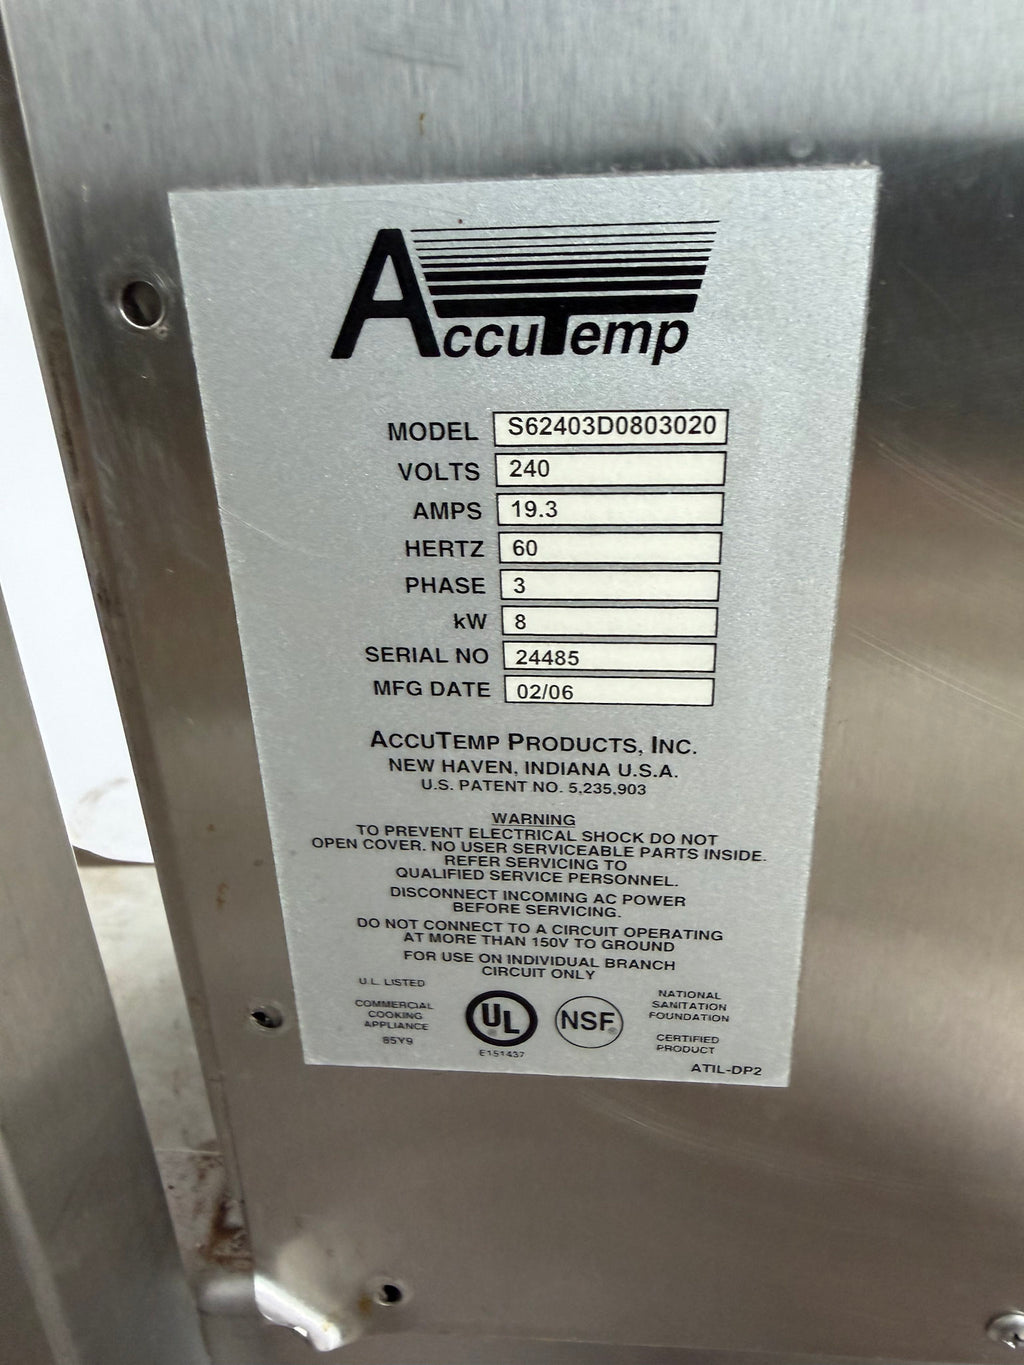 AccuTemp
MODEL S62403D0803020
VOLTS 240
AMPS 19.3
HERTZ 60
PHASE 3
kW 8
SERIAL NO 24485
MFG DATE 02/06
ACCUTEMP PRODUCTS, INC.
NEW HAVEN, INDIANA U.S.A.
U.S. PATENT NO. 5,235,903
WARNING
TO PREVENT ELECTRICAL SHOCK DO NOT
OPEN COVER. NO USER SERVICEABLE PARTS INSIDE.
REFER SERVICING TO
QUALIFIED SERVICE PERSONNEL.
DISCONNECT INCOMING AC POWER
BEFORE SERVICING.
DO NOT CONNECT TO A CIRCUIT OPERATING
AT MORE THAN 150V TO GROUND
FOR USE ON INDIVIDUAL BRANCH
CIRCUIT ONLY
U.L. LISTED
COMMERCIAL
COOKING
APPLIANCE
85Y9
UL
E151437
NSF
NATIONAL
SANITATION
FOUNDATION
CERTIFIED
PRODUCT
ATIL-DP2